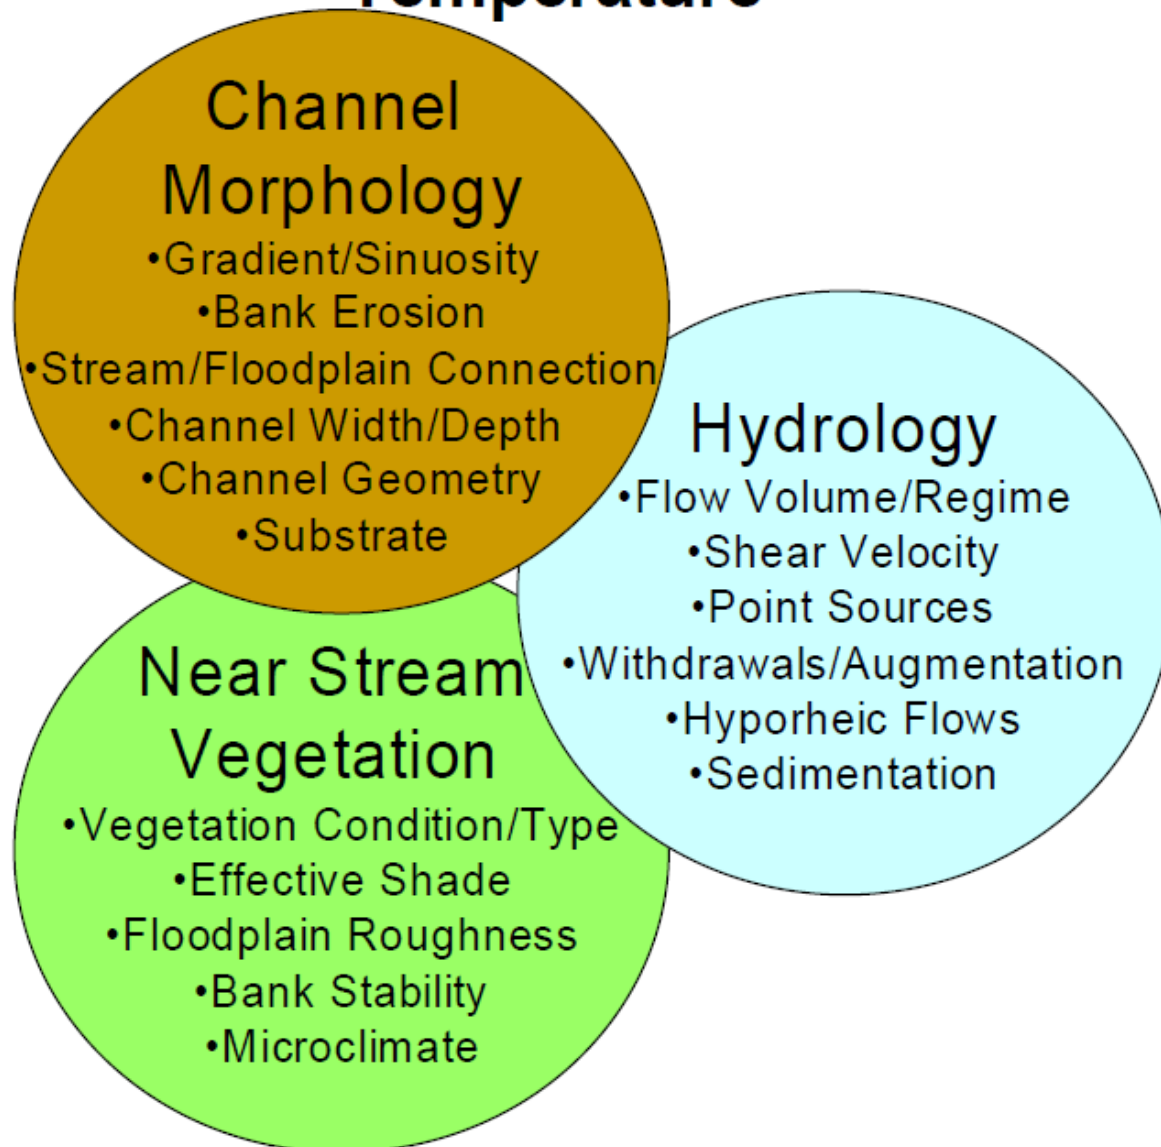 Temperature
Channel
Morphology
•Gradient/Sinuosity
•Bank Erosion
•Stream/Floodplain Connection
•Channel Width/Depth
•Channel Geometry
•Substrate
Hydrology
•Flow Volume/Regime
•Shear Velocity
•Point Sources
•Withdrawals/Augmentation
•Hyporheic Flows
•Sedimentation
Near Stream
Vegetation
•Vegetation Condition/Type
•Effective Shade
•Floodplain Roughness
•Bank Stability
•Microclimate